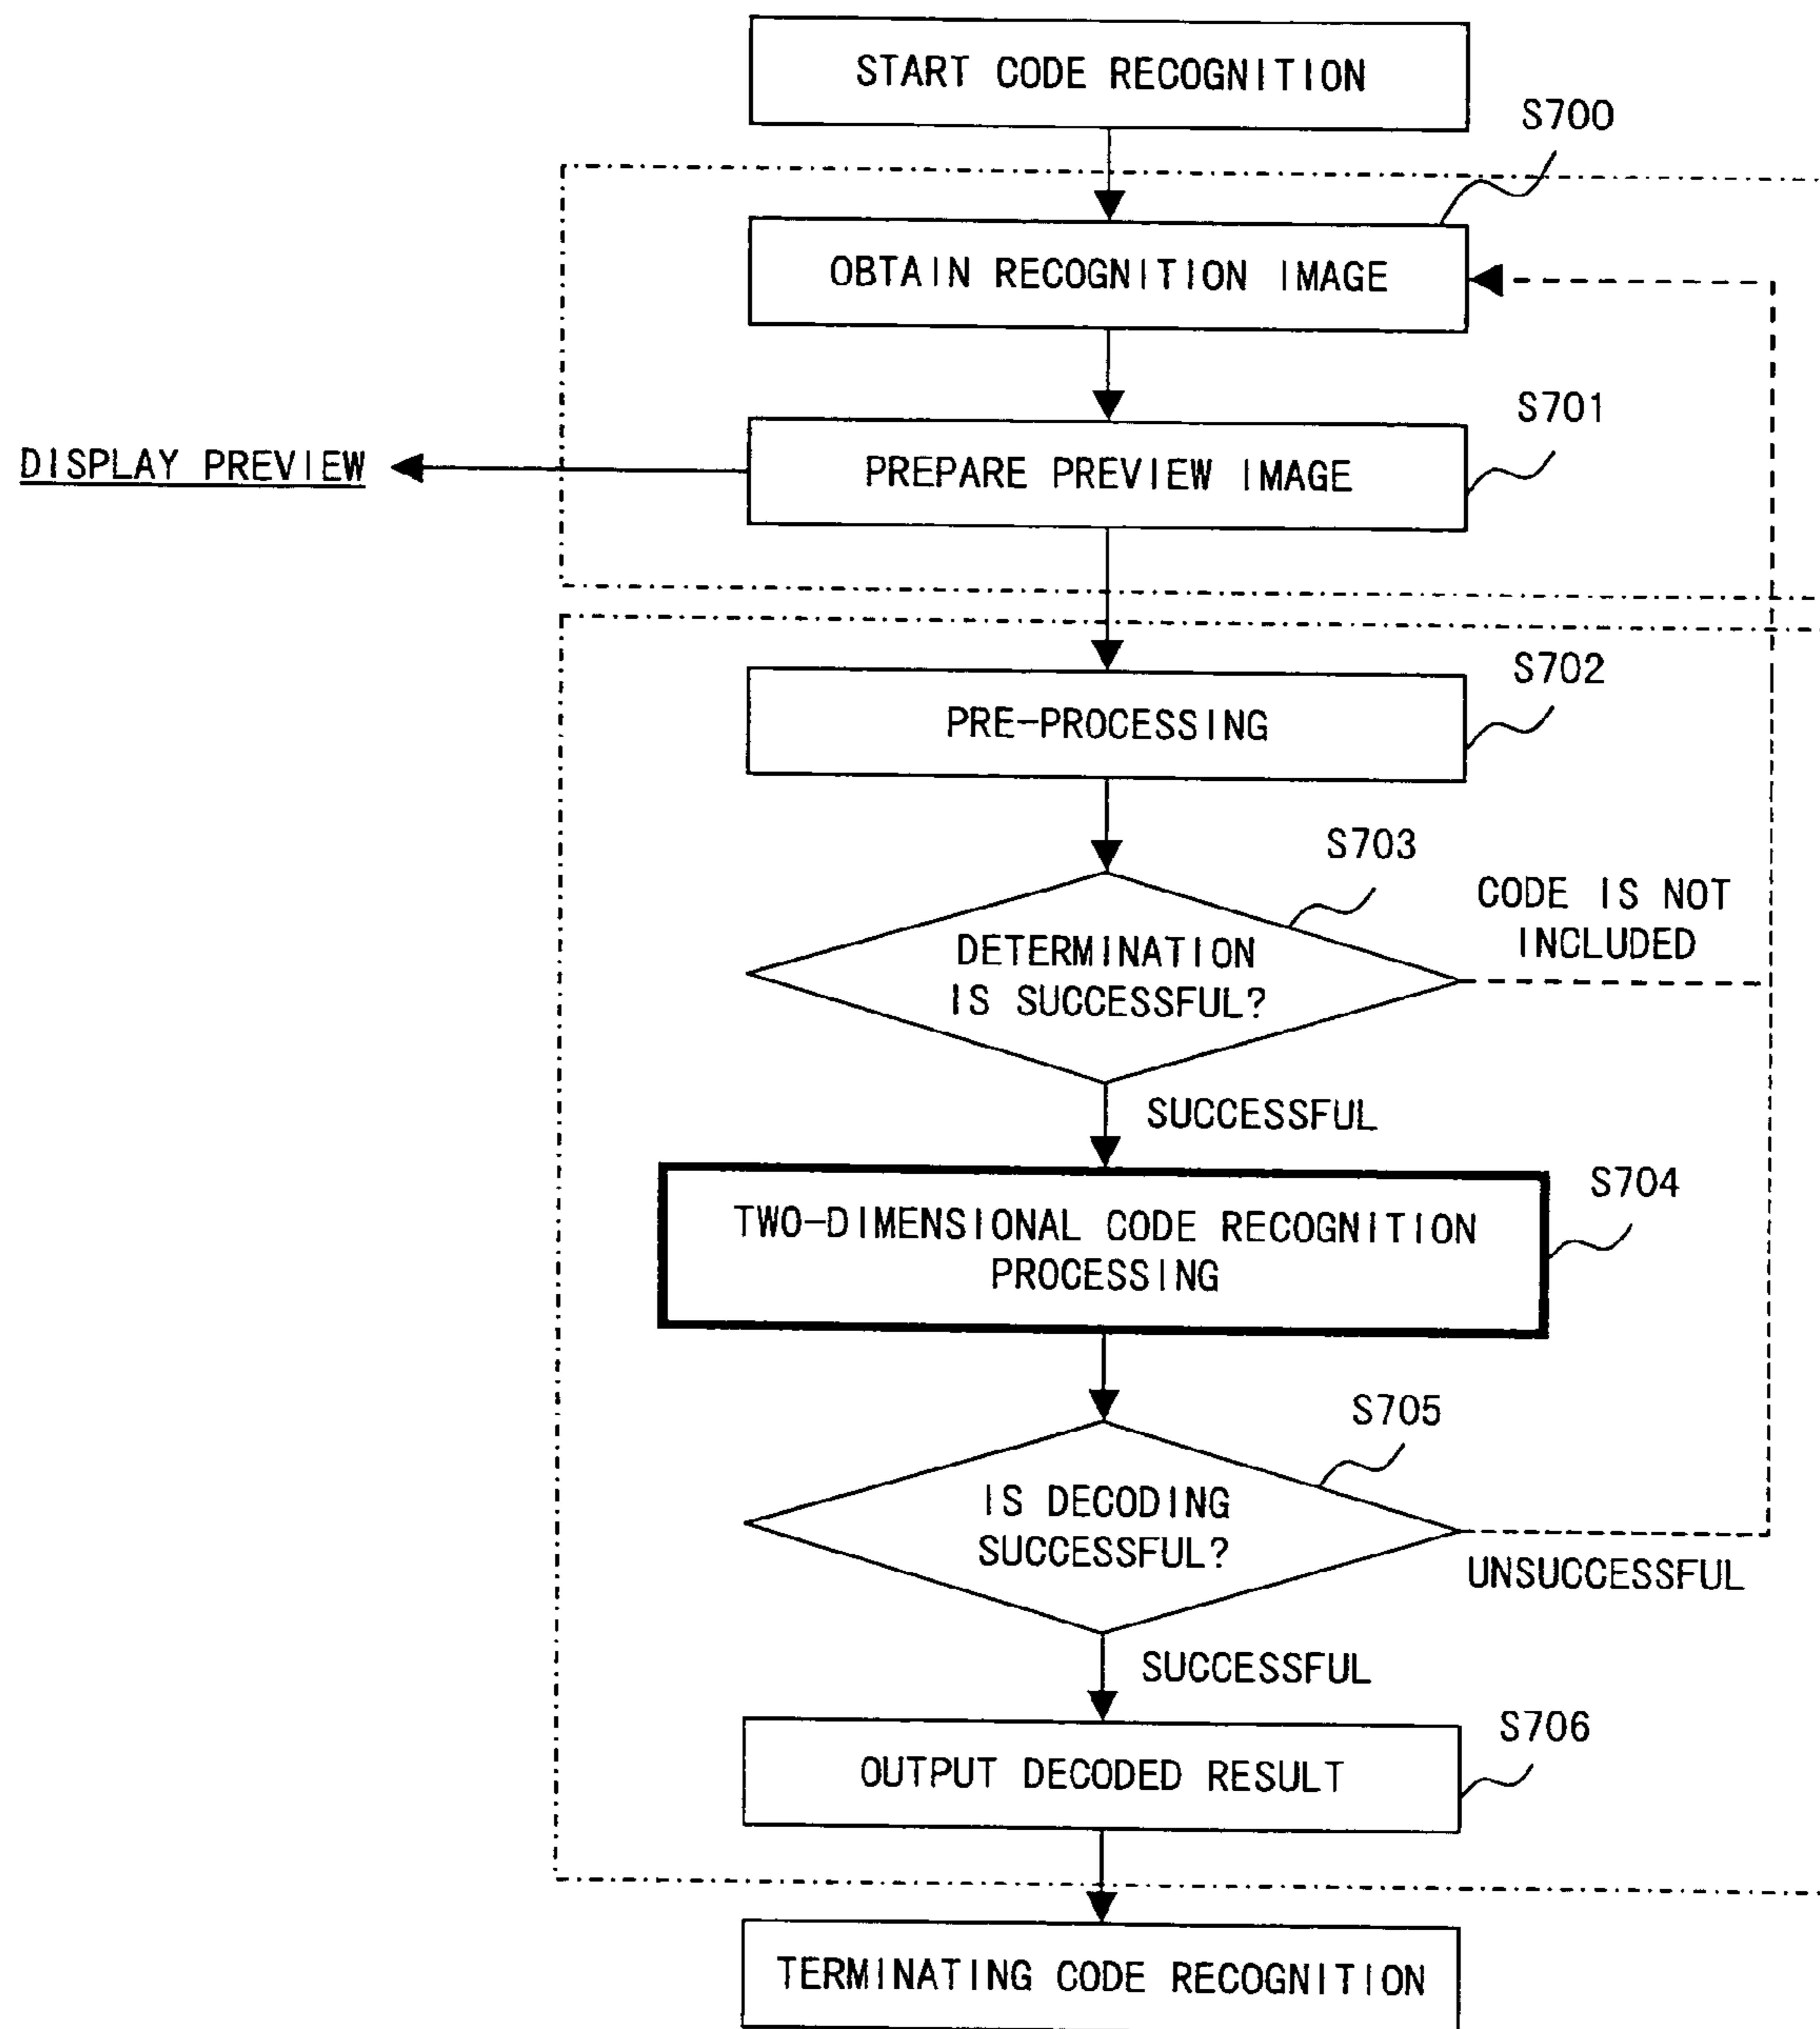 START CODE RECOGNITION
S700
OBTAIN RECOGNITION IMAGE
S701
DISPLAY PREVIEW
PREPARE PREVIEW IMAGE
S702
PRE-PROCESSING
S703
CODE IS NOT
INCLUDED
DETERMINATION
IS SUCCESSFUL?
SUCCESSFUL
S704
TWO-DIMENSIONAL CODE RECOGNITION
PROCESSING
S705
IS DECODING
SUCCESSFUL?
UNSUCCESSFUL
SUCCESSFUL
S706
OUTPUT DECODED RESULT
TERMINATING CODE RECOGNITION